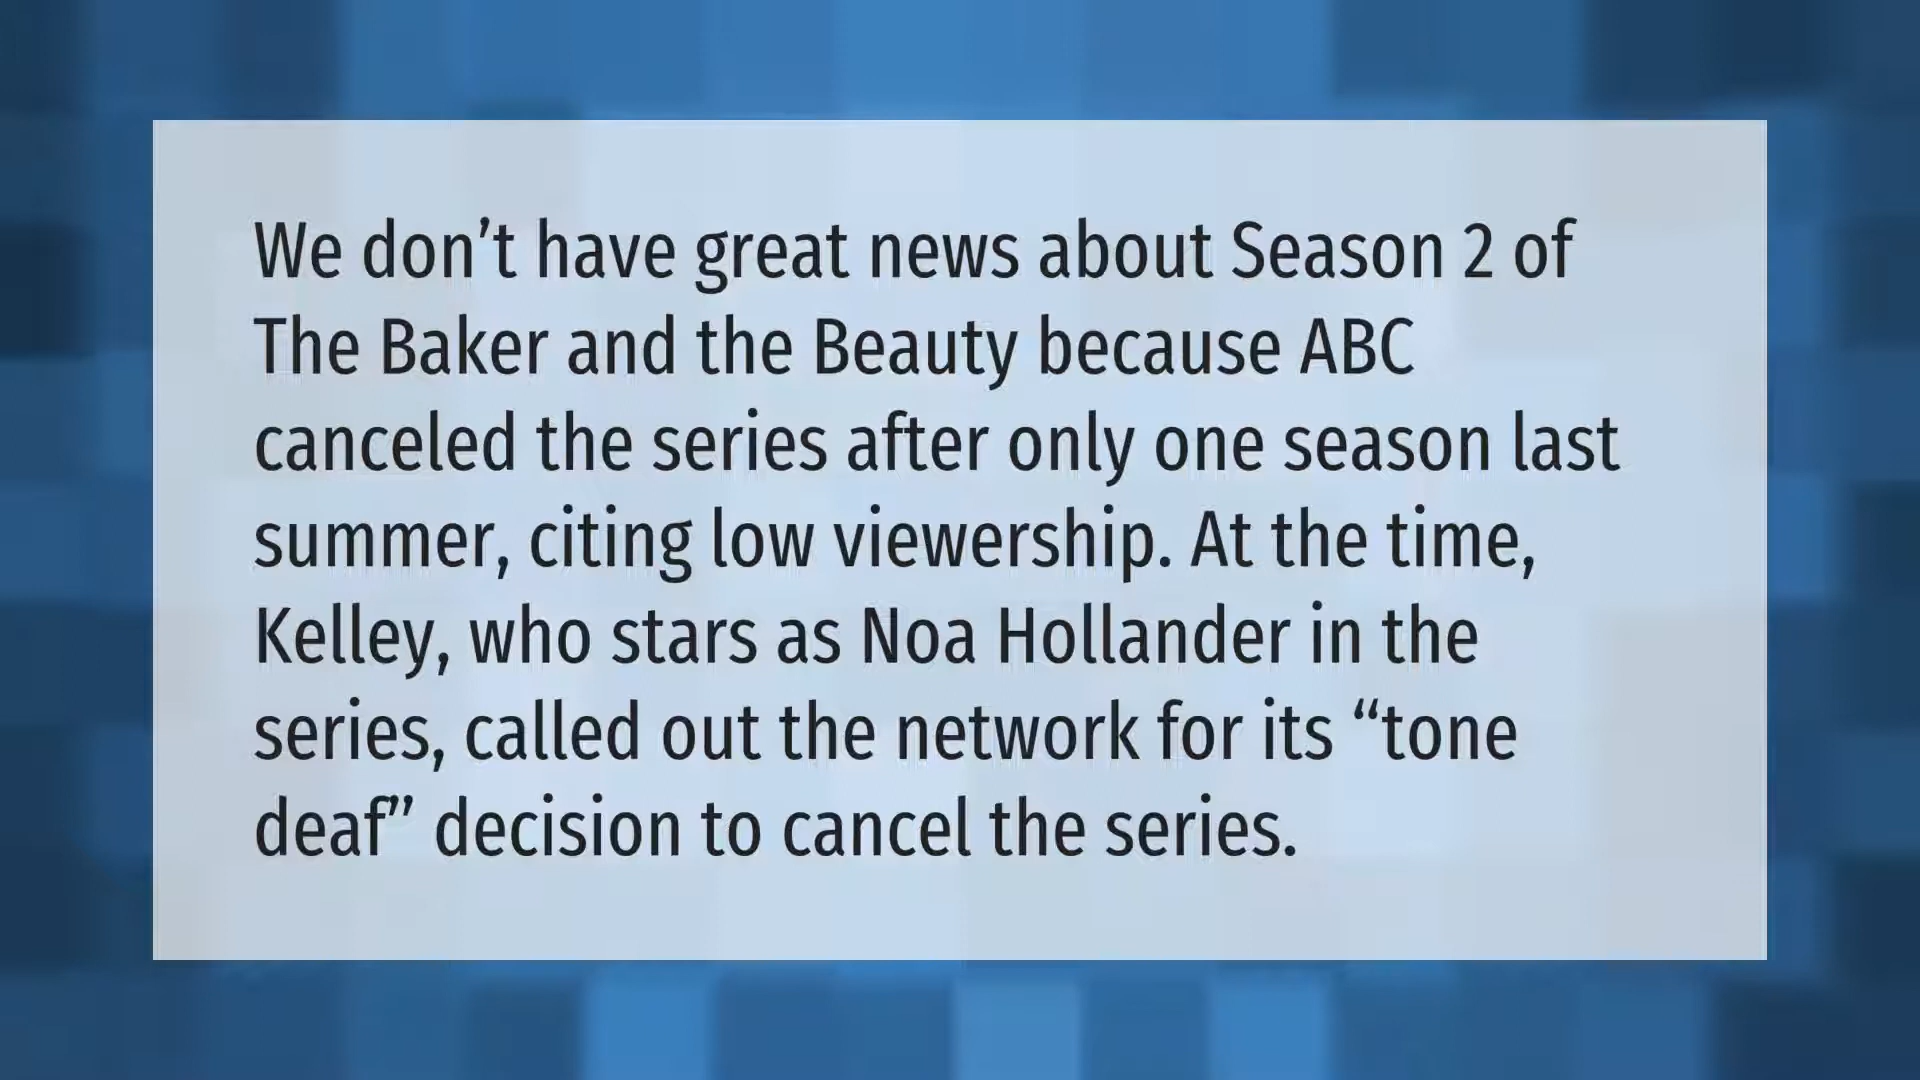 We don’t have great news about Season 2 of
The Baker and the Beauty because ABC
canceled the series after only one season last
summer, citing low viewership. At the time,
Kelley, who stars as Noa Hollander in the
series, called out the network for its “tone
deaf” decision to cancel the series.